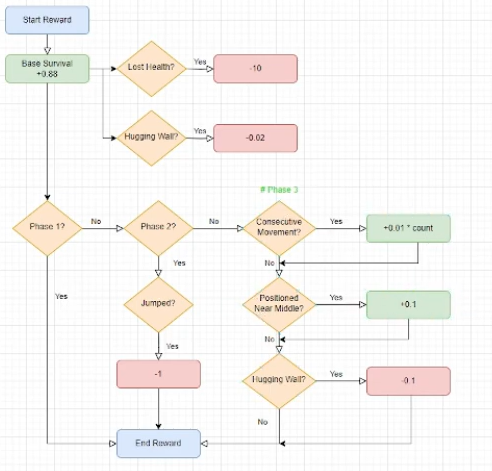 Start Reward
Base Survival
+0.88
Lost Health?
Yes
-10
Hugging Wall?
Yes
-0.02
# Phase 3
Phase 1?
No
Phase 2?
No
Consecutive
Movement?
Yes
+0.01 * count
Yes
No
Yes
Jumped?
Positioned
Near Middle?
Yes
+0.1
Yes
No
-1
Hugging Wall?
Yes
-0.1
No
End Reward